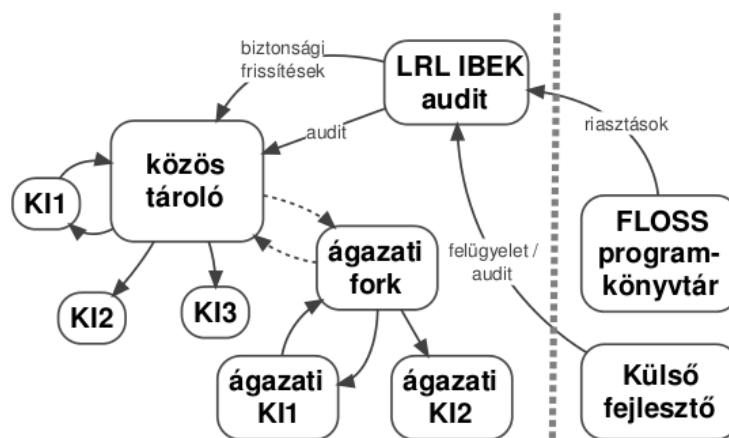 biztonsági
frissítések
LRL IBEK
audit
riasztások
audit
közös
tároló
KI1
FLOSS
program-
könyvtár
felügyelet /
audit
ágazati
fork
KI2
KI3
ágazati
KI1
ágazati
KI2
Külső
fejlesztő